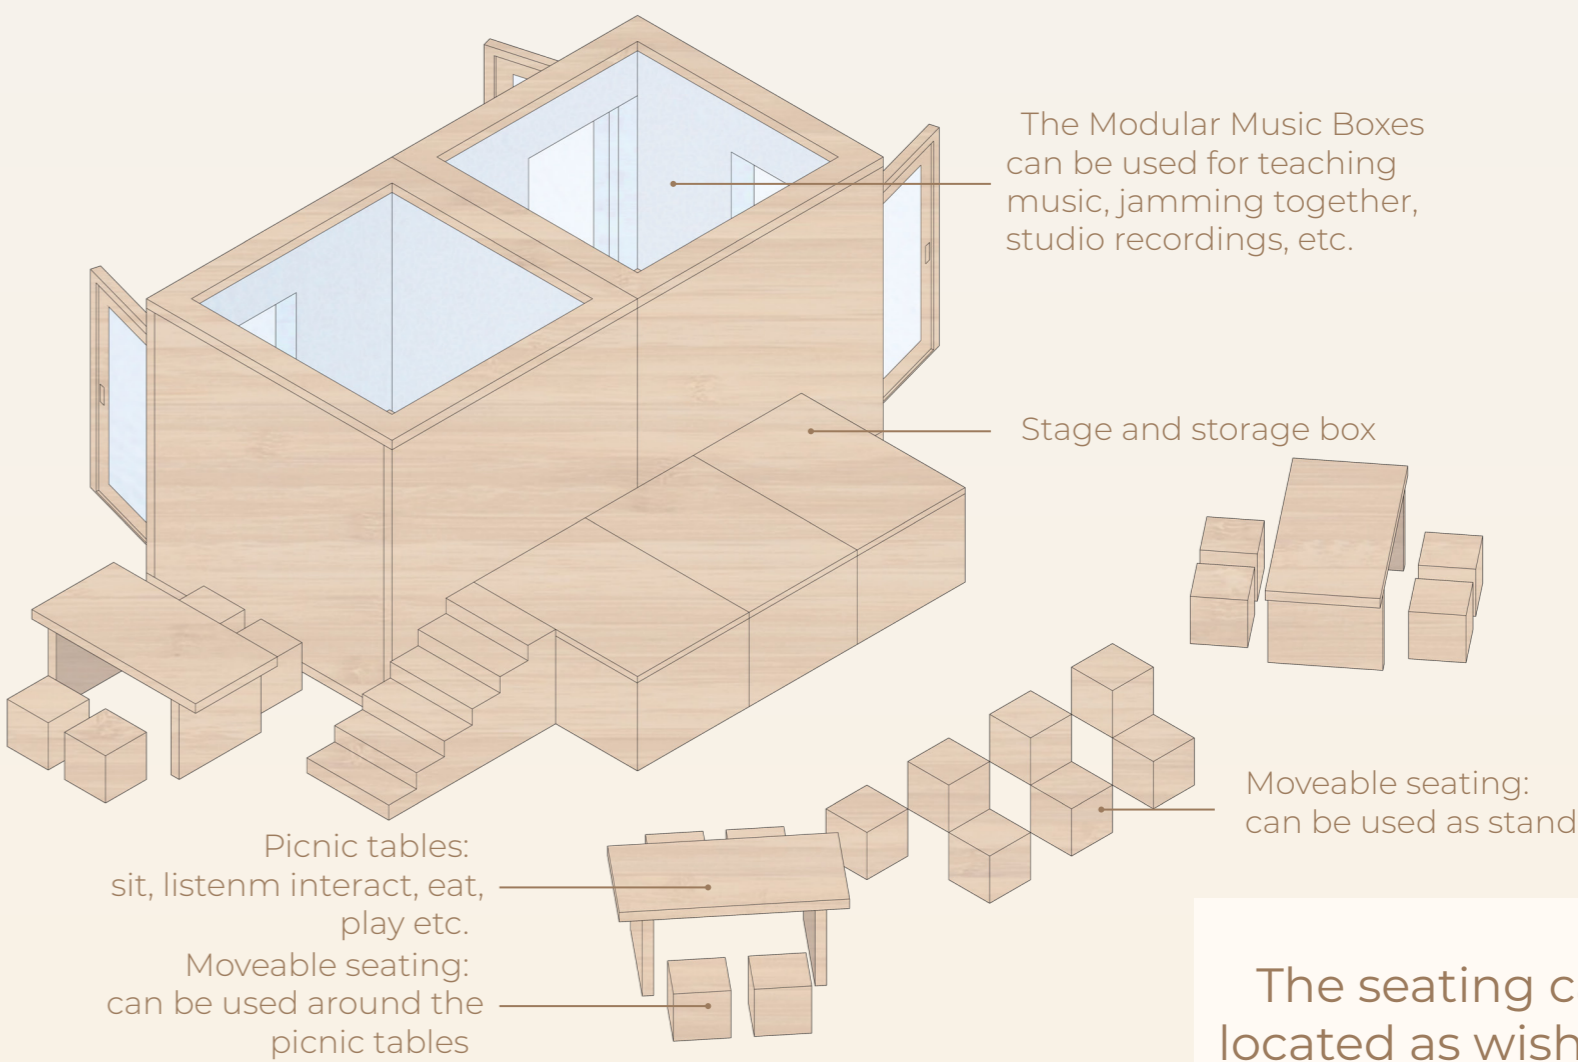 The Modular Music Boxes
can be used for teaching
music, jamming together,
studio recordings, etc.
Stage and storage box
Moveable seating:
can be used as stand
Picnic tables:
sit, listenm interact, eat,
play etc.
Moveable seating:
can be used around the
picnic tables
The seating c
located as wish